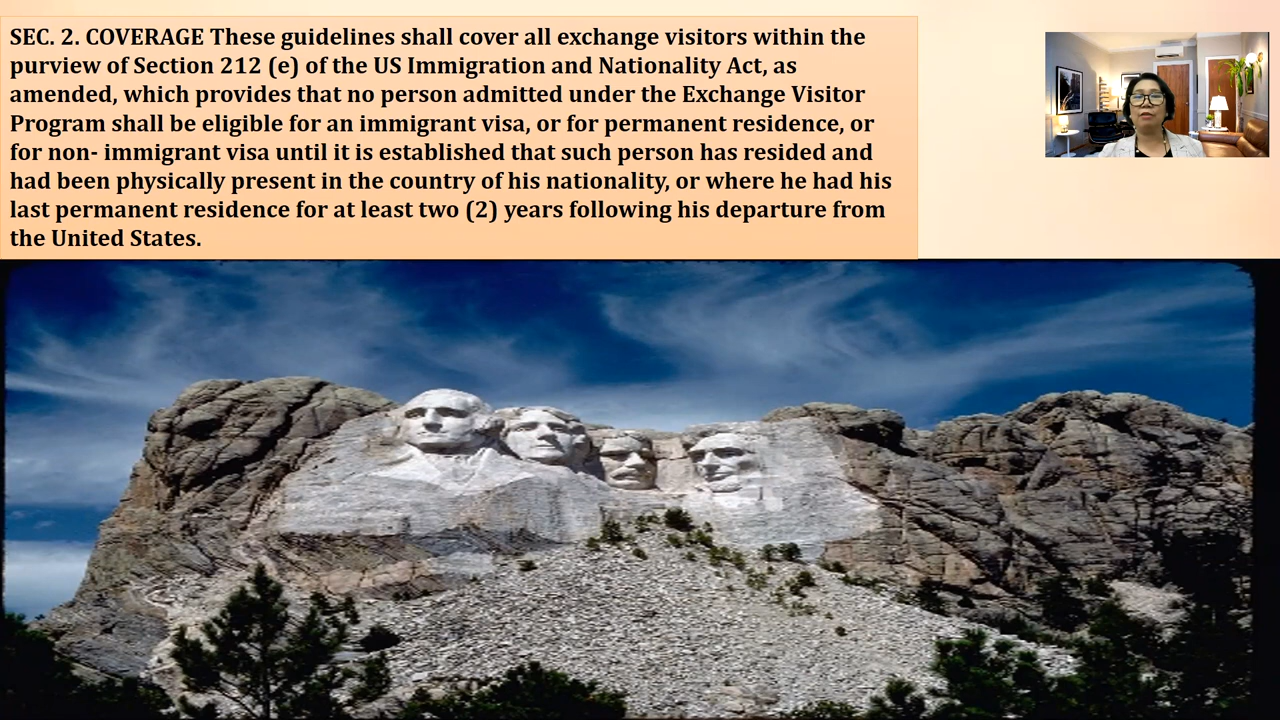 SEC. 2. COVERAGE These guidelines shall cover all exchange visitors within the
purview of Section 212 (e) of the US Immigration and Nationality Act, as
amended, which provides that no person admitted under the Exchange Visitor
Program shall be eligible for an immigrant visa, or for permanent residence, or
for non- immigrant visa until it is established that such person has resided and
had been physically present in the country of his nationality, or where he had his
last permanent residence for at least two (2) years following his departure from
the United States.